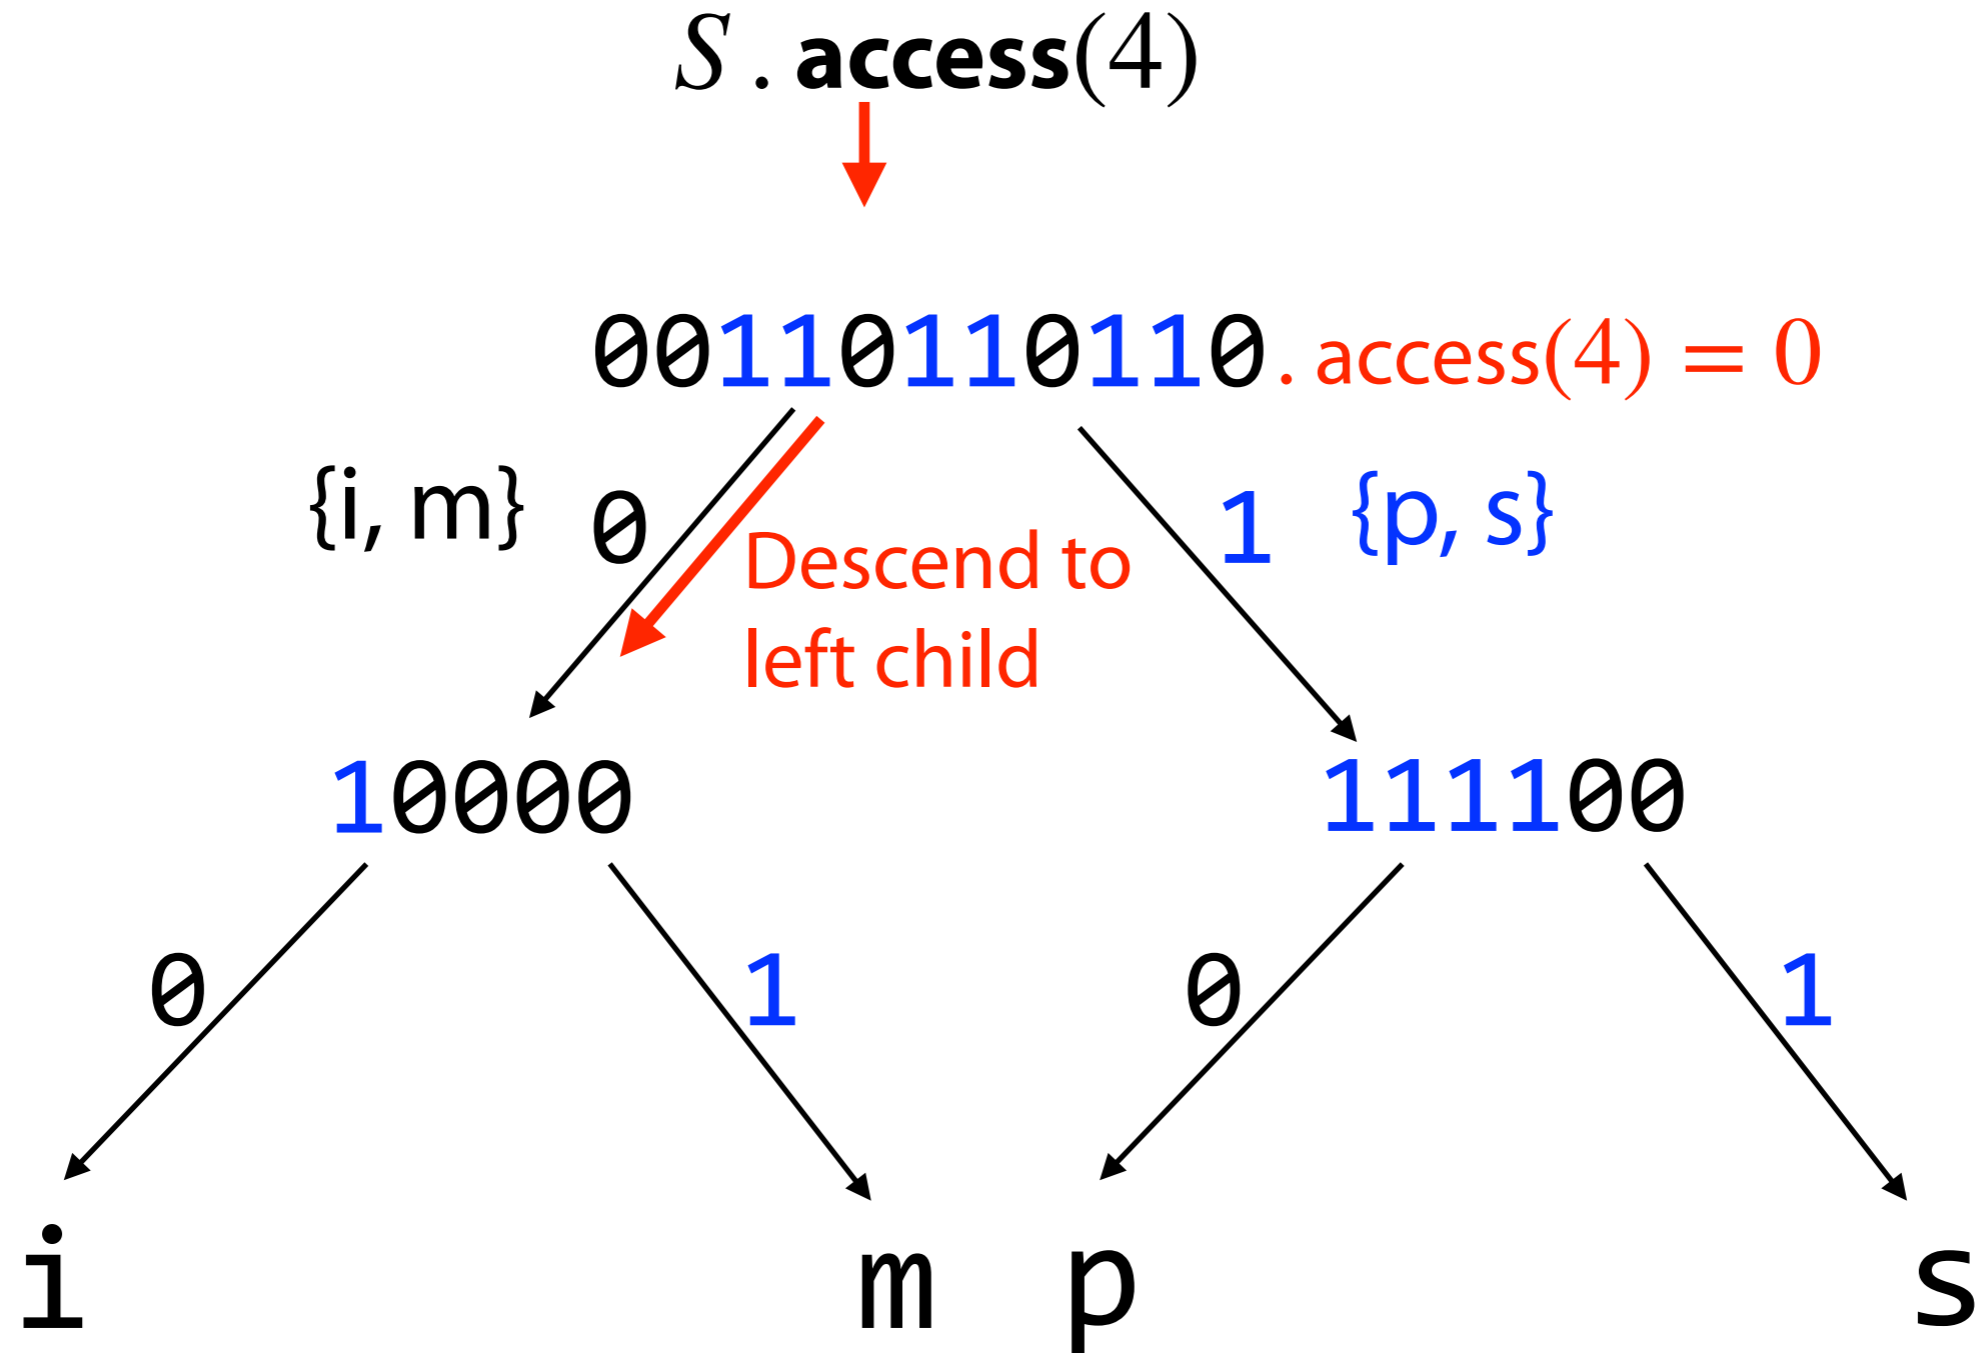 S . access(4)
00110110110 . access(4) = 0
{i, m} 0 1 {p, s}
Descend to
left child
10000 111100
0 1 0 1
i m p s